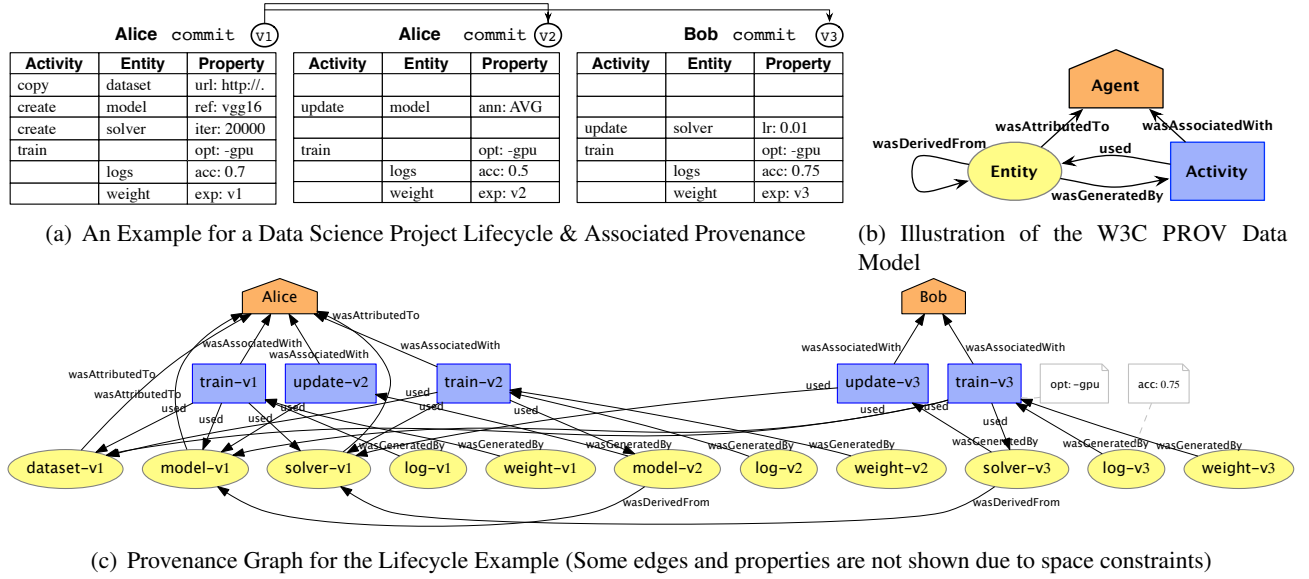 Alice commit v1
Activity Entity Property
copy dataset url: http://.
create model ref: vgg16
create solver iter: 20000
train opt: -gpu
logs acc: 0.7
weight exp: v1
Alice commit v2
Activity Entity Property
update model ann: AVG
train opt: -gpu
logs acc: 0.5
weight exp: v2
Bob commit v3
Activity Entity Property
update solver lr: 0.01
train opt: -gpu
logs acc: 0.75
weight exp: v3
(a) An Example for a Data Science Project Lifecycle & Associated Provenance
Agent
wasAttributedTo
wasAssociatedWith
wasDerivedFrom
used
Entity
Activity
wasGeneratedBy
(b) Illustration of the W3C PROV Data
Model
Alice
Bob
wasAttributedTo
wasAssociatedWith
wasAssociatedWith
wasAssociatedWith
wasAssociatedWith
wasAssociatedWith
wasAttributedTo
wasAttributedTo
train-v1
update-v2
train-v2
update-v3
train-v3
opt: -gpu
acc: 0.75
used
used
used
used
used
used
used
used
used
used
used
used
wasGeneratedBy
wasGeneratedBy
wasGeneratedBy
wasGeneratedBy
wasGeneratedBy
wasGeneratedBy
wasGeneratedBy
wasGeneratedBy
dataset-v1
model-v1
solver-v1
log-v1
weight-v1
model-v2
log-v2
weight-v2
solver-v3
log-v3
weight-v3
wasDerivedFrom
wasDerivedFrom
(c) Provenance Graph for the Lifecycle Example (Some edges and properties are not shown due to space constraints)